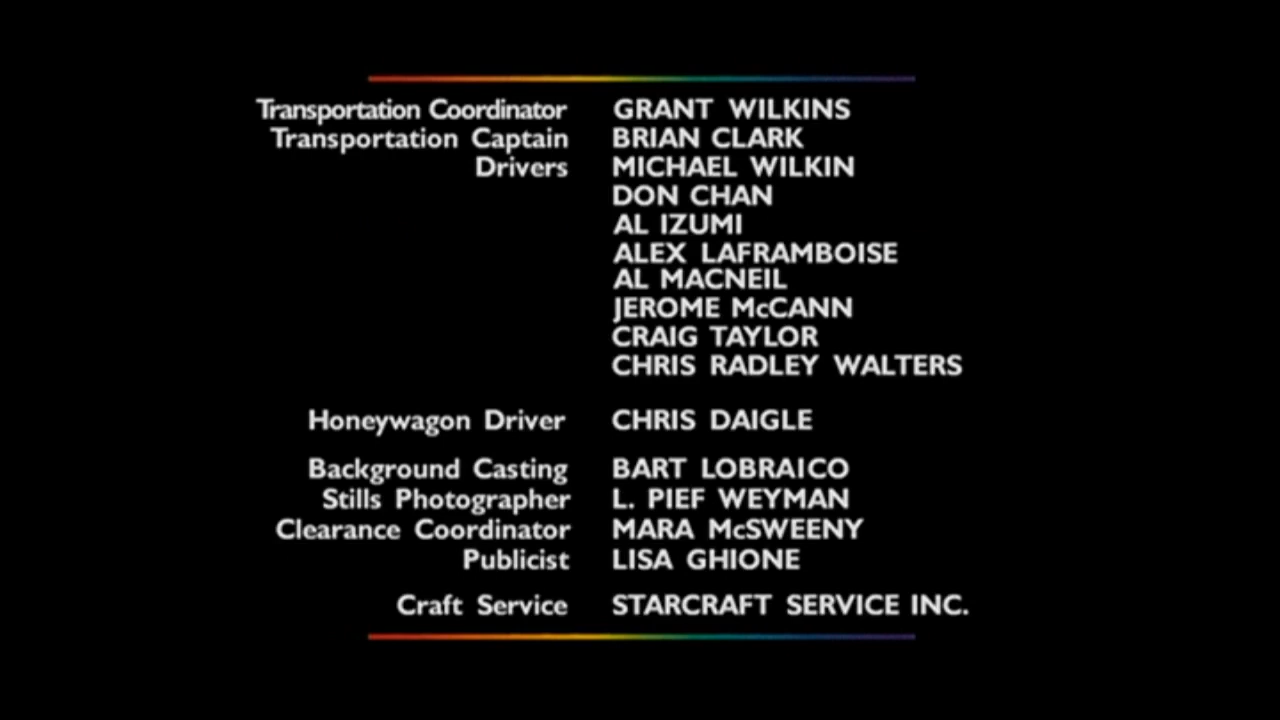 Transportation Coordinator GRANT WILKINS
Transportation Captain BRIAN CLARK
Drivers MICHAEL WILKIN
DON CHAN
AL IZUMI
ALEX LAFRAMBOISE
AL MACNEIL
JEROME McCANN
CRAIG TAYLOR
CHRIS RADLEY WALTERS
Honeywagon Driver CHRIS DAIGLE
Background Casting BART LOBRAICO
Stills Photographer L. PIEF WEYMAN
Clearance Coordinator MARA McSWEENY
Publicist LISA GHIONE
Craft Service STARCRAFT SERVICE INC.